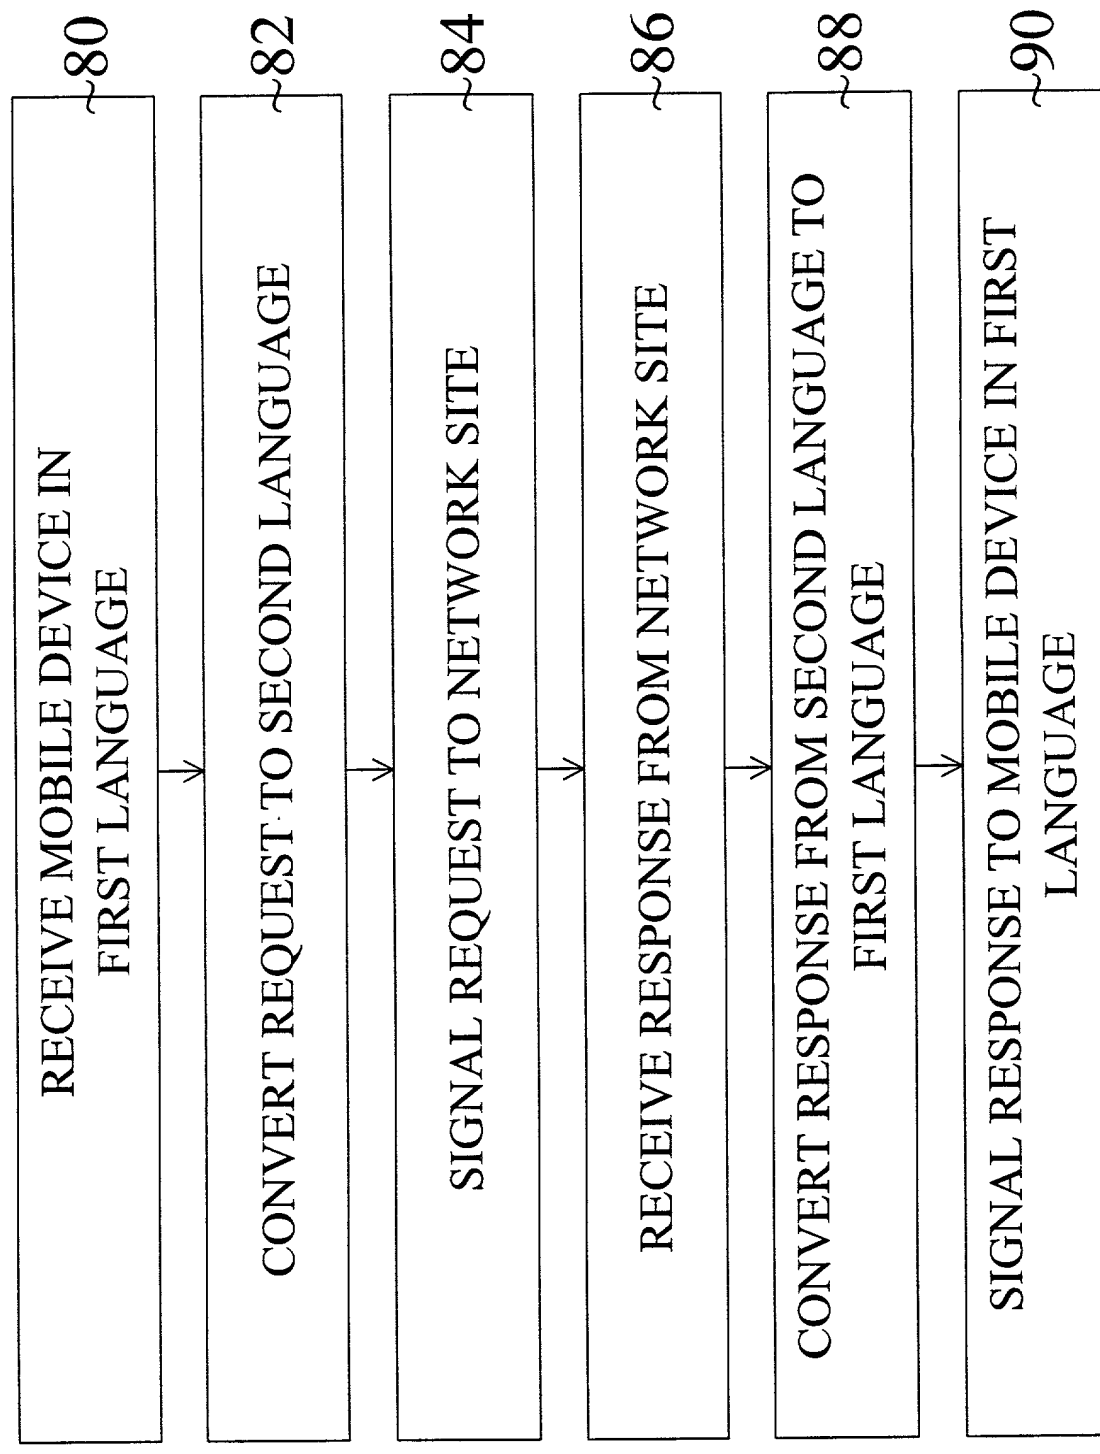 RECEIVE MOBILE DEVICE IN
FIRST LANGUAGE
~80
CONVERT REQUEST TO SECOND LANGUAGE
~82
SIGNAL REQUEST TO NETWORK SITE
~84
RECEIVE RESPONSE FROM NETWORK SITE
~86
CONVERT RESPONSE FROM SECOND LANGUAGE TO
FIRST LANGUAGE
~88
SIGNAL RESPONSE TO MOBILE DEVICE IN FIRST
LANGUAGE
~90